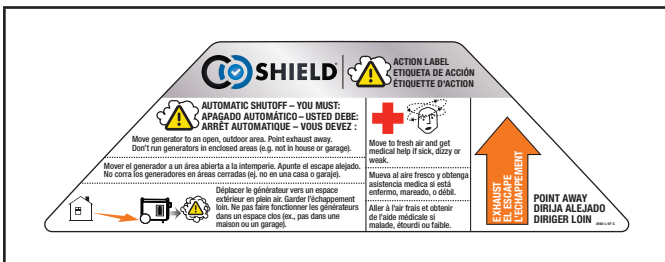 CO SHIELD®
ACTION LABEL
ETIQUETA DE ACCIÓN
ÉTIQUETTE D'ACTION
AUTOMATIC SHUTOFF – YOU MUST:
APAGADO AUTOMÁTICO – USTED DEBE:
ARRÊT AUTOMATIQUE – VOUS DEVEZ :
Move generator to an open, outdoor area. Point exhaust away.
Don't run generators in enclosed areas (e.g. not in house or garage).
Mover el generador a un área abierta a la intemperie. Apunte el escape alejado.
No corra los generadores en áreas cerradas (ej. no en una casa o garaje).
Déplacer le générateur vers un espace
extérieur en plein air. Garder l'échappement
loin. Ne pas faire fonctionner les générateurs
dans un espace clos (ex., pas dans une
maison ou un garage).
Move to fresh air and get
medical help if sick, dizzy or
weak.
Mueva al aire fresco y obtenga
asistencia medica si está
enfermo, mareado, o débil.
Aller à l'air frais et obtenir
de l'aide médicale si
malade, étourdi ou faible.
EXHAUST
EL ESCAPE
L'ECHAPPEMENT
POINT AWAY
DIRIJA ALEJADO
DIRIGER LOIN